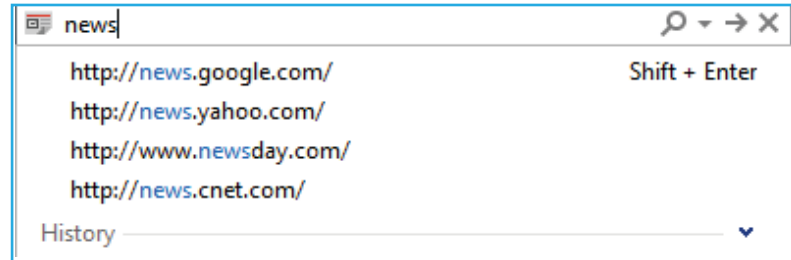 news
http://news.google.com/ Shift + Enter
http://news.yahoo.com/
http://www.newsday.com/
http://news.cnet.com/
History